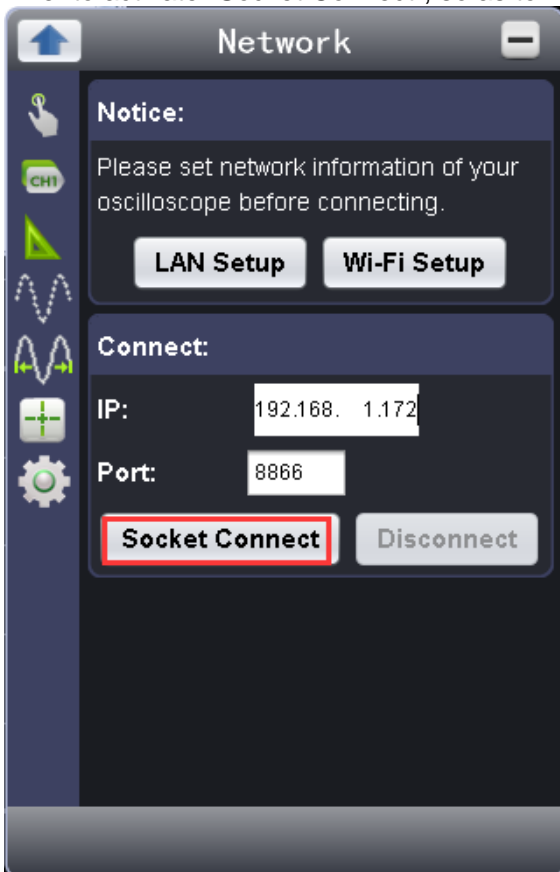 Network
Notice:
CH1
Please set network information of your
oscilloscope before connecting.
LAN Setup Wi-Fi Setup
Connect:
IP: 192.168. 1.172
Port: 8866
Socket Connect Disconnect